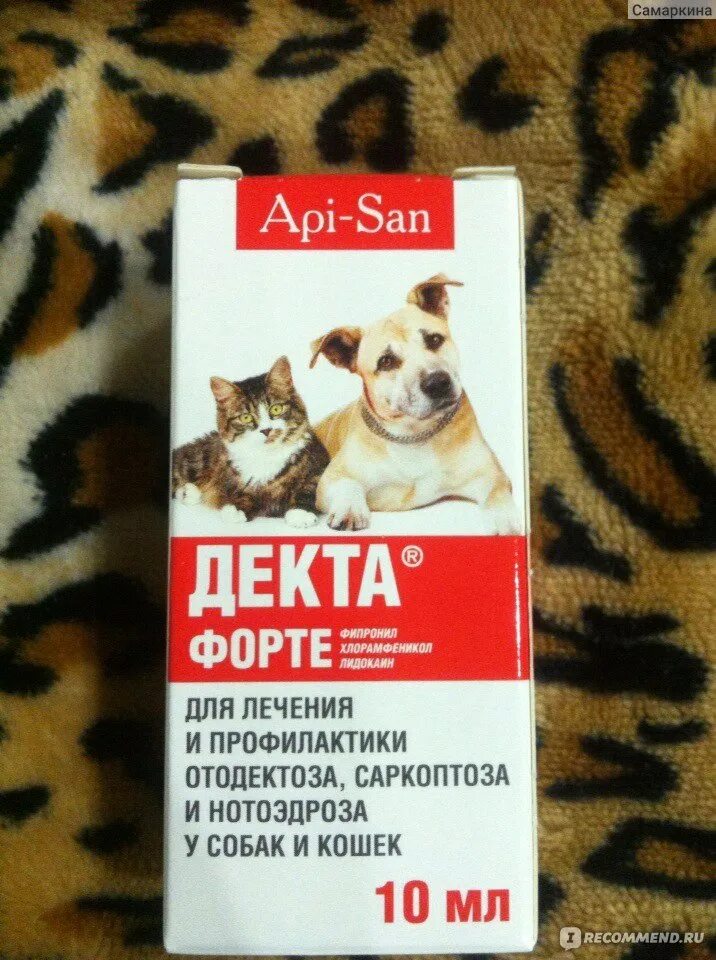 Самаркина
Api-San
ДЕКТА®
ФОРТЕ
ФИПРОНИЛ
ХЛОРАМФЕНИКОЛ
ЛИДОКАИН
ДЛЯ ЛЕЧЕНИЯ
И ПРОФИЛАКТИКИ
ОТОДЕКТОЗА, САРКОПТОЗА
И НОТОЭДРОЗА
У СОБАК И КОШЕК
10 мл
IRECOMMEND.RU